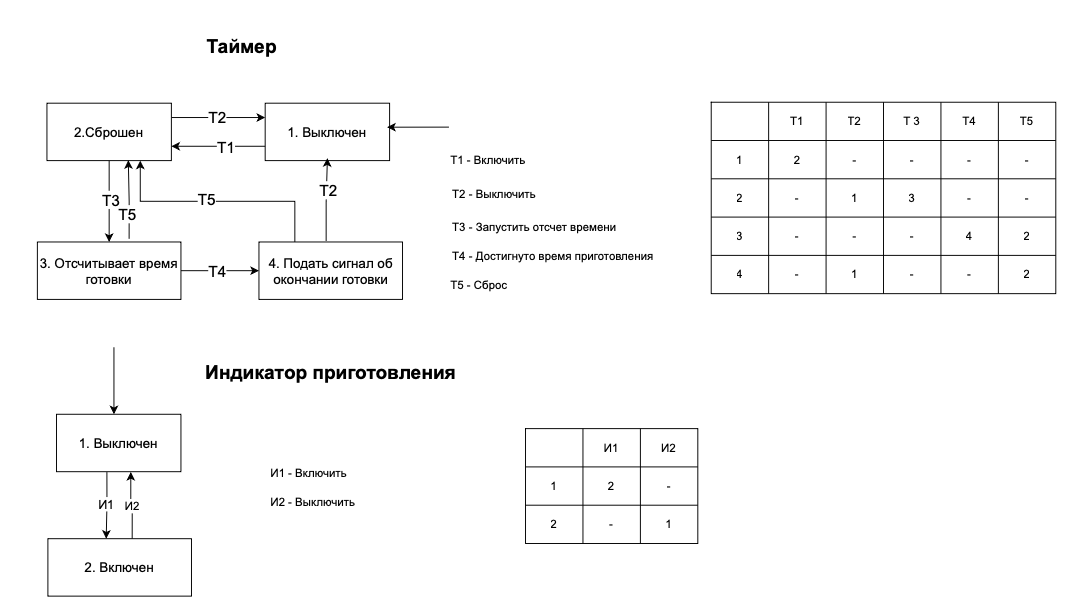 Таймер
2.Сброшен
T2
1. Выключен
T1
T3
T5
T5
T2
3. Отсчитывает время
готовки
T4
4. Подать сигнал об
окончании готовки
T1 - Включить
T2 - Выключить
T3 - Запустить отсчет времени
T4 - Достигнуто время приготовления
T5 - Сброс
T1 T2 T 3 T4 T5
1 2 - - - -
2 - 1 3 - -
3 - - - 4 2
4 - 1 - - 2
Индикатор приготовления
1. Выключен
И1 И2
2. Включен
И1 - Включить
И2 - Выключить
И1 И2
1 2 -
2 - 1